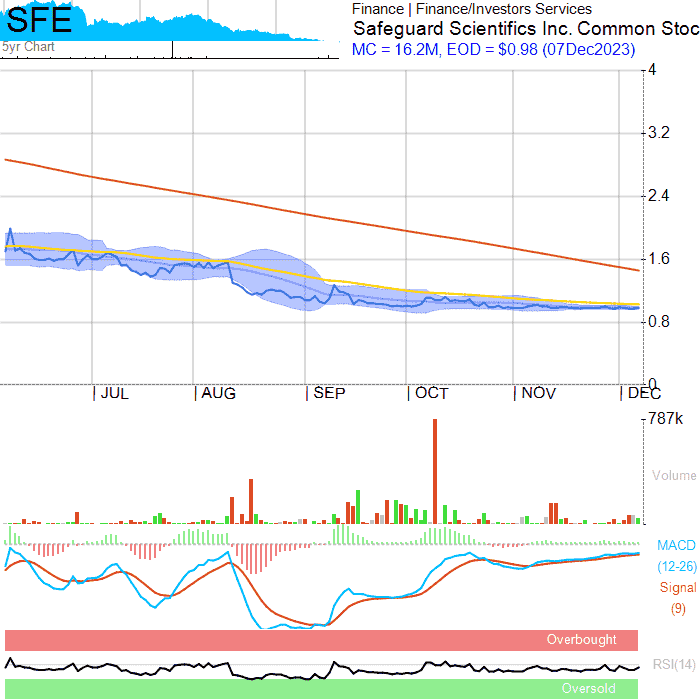 SFE
5yr Chart
Finance | Finance/Investors Services
Safeguard Scientifics Inc. Common Stoc
MC = 16.2M, EOD = $0.98 (07Dec2023)
4
3.2
2.4
1.6
0.8
0
JUL AUG SEP OCT NOV DEC
787k
Volume
MACD
(12-26)
Signal
(9)
Overbought
RSI(14)
Oversold